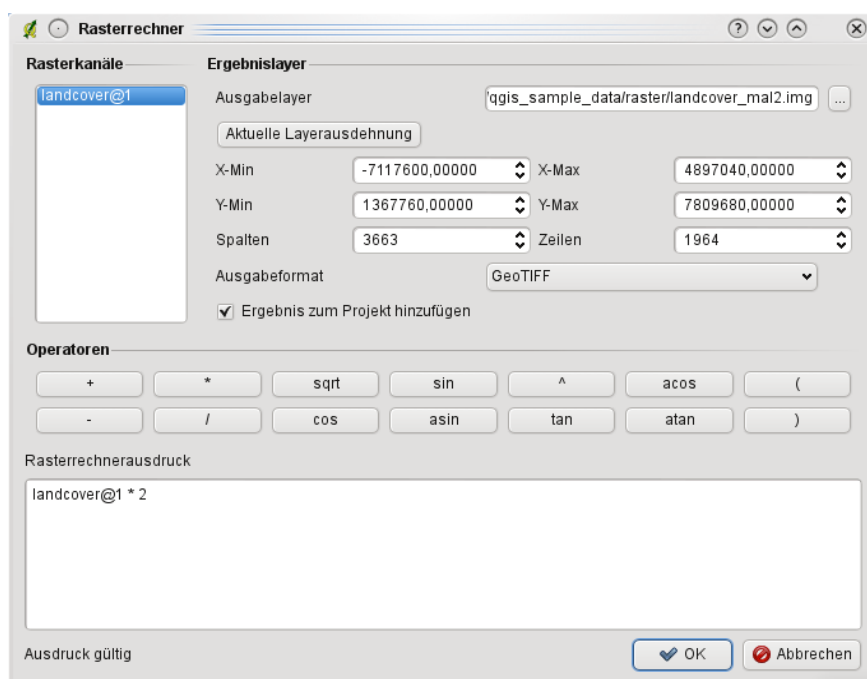 Rasterrechner
Rasterkanäle
landcover@1
Ergebnislayer
Ausgabelayer 'qgis_sample_data/raster/landcover_mal2.img ...
Aktuelle Layerausdehnung
X-Min -7117600,00000 X-Max 4897040,00000
Y-Min 1367760,00000 Y-Max 7809680,00000
Spalten 3663 Zeilen 1964
Ausgabeformat GeoTIFF
Ergebnis zum Projekt hinzufügen
Operatoren
+ * sqrt sin ^ acos (
- / cos asin tan atan )
Rasterrechnerausdruck
landcover@1 * 2
Ausdruck gültig OK Abbrechen